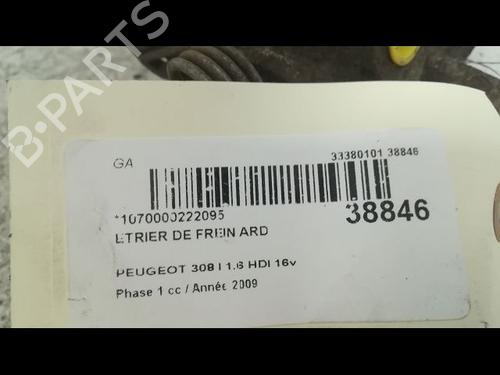 B-PARTS
GA
33380101 38846
*1070000222095
38846
ETRIER DE FREIN ARD
PEUGEOT 308 I 1.6 HDI 16v
Phase 1 cc / Année 2009